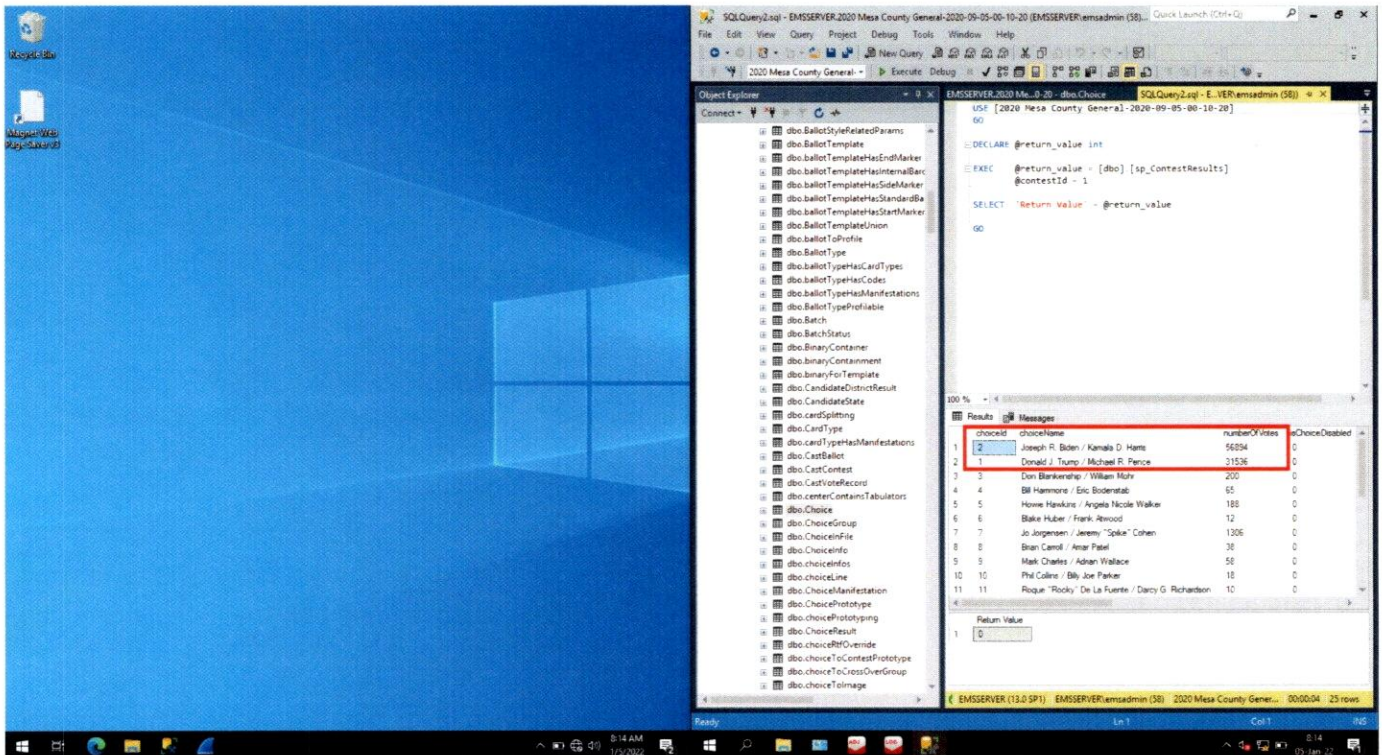 Recycle Bin
Magnet Web
Page Saver V3
SQLQuery2.sql - EMSSERVER.2020 Mesa County General-2020-09-05-00-10-20 (EMSSERVER\emsadmin (58))... Quick Launch (Ctrl+Q)
File Edit View Query Project Debug Tools Window Help
New Query
2020 Mesa County General- Execute Debug
Object Explorer
Connect
dbo.BallotStyleRelatedParams
dbo.BallotTemplate
dbo.ballotTemplateHasEndMarker
dbo.ballotTemplateHasInternalBarc
dbo.ballotTemplateHasSideMarker
dbo.ballotTemplateHasStandardBa
dbo.ballotTemplateHasStartMarker
dbo.BallotTemplateUnion
dbo.ballotToProfile
dbo.BallotType
dbo.ballotTypeHasCardTypes
dbo.ballotTypeHasCodes
dbo.ballotTypeHasManifestations
dbo.BallotTypeProfilable
dbo.Batch
dbo.BatchStatus
dbo.BinaryContainer
dbo.binaryContainment
dbo.binaryForTemplate
dbo.CandidateDistrictResult
dbo.CandidateState
dbo.cardSplitting
dbo.CardType
dbo.cardTypeHasManifestations
dbo.CastBallot
dbo.CastContest
dbo.CastVoteRecord
dbo.centerContainsTabulators
dbo.Choice
dbo.ChoiceGroup
dbo.ChoiceInFile
dbo.ChoiceInfo
dbo.choiceInfos
dbo.choiceLine
dbo.ChoiceManifestation
dbo.ChoicePrototype
dbo.choicePrototyping
dbo.ChoiceResult
dbo.choiceRtfOverride
dbo.choiceToContestPrototype
dbo.choiceToCrossOverGroup
dbo.choiceToImage
EMSSERVER.2020 Me...0-20 - dbo.Choice SQLQuery2.sql - E...VER\emsadmin (58))
USE [2020 Mesa County General-2020-09-05-00-10-20]
GO
DECLARE @return_value int
EXEC @return_value = [dbo].[sp_ContestResults]
@contestId = 1
SELECT 'Return Value' = @return_value
GO
100 %
Results Messages
choiceId choiceName numberOfVotes isChoiceDisabled
1 2 Joseph R. Biden / Kamala D. Harris 56894 0
2 1 Donald J. Trump / Michael R. Pence 31536 0
3 3 Don Blankenship / William Mohr 200 0
4 4 Bill Hammons / Eric Bodenstab 65 0
5 5 Howie Hawkins / Angela Nicole Walker 188 0
6 6 Blake Huber / Frank Atwood 12 0
7 7 Jo Jorgensen / Jeremy "Spike" Cohen 1306 0
8 8 Brian Carroll / Amar Patel 38 0
9 9 Mark Charles / Adrian Wallace 58 0
10 10 Phil Collins / Billy Joe Parker 18 0
11 11 Roque "Rocky" De La Fuente / Darcy G. Richardson 10 0
Return Value
1 0
EMSSERVER (13.0 SP1) EMSSERVER\emsadmin (58) 2020 Mesa County Gener... 00:00:04 25 rows
Ready Ln 1 Col 1 INS
8:14 AM
1/5/2022
8:14
05-Jan-22